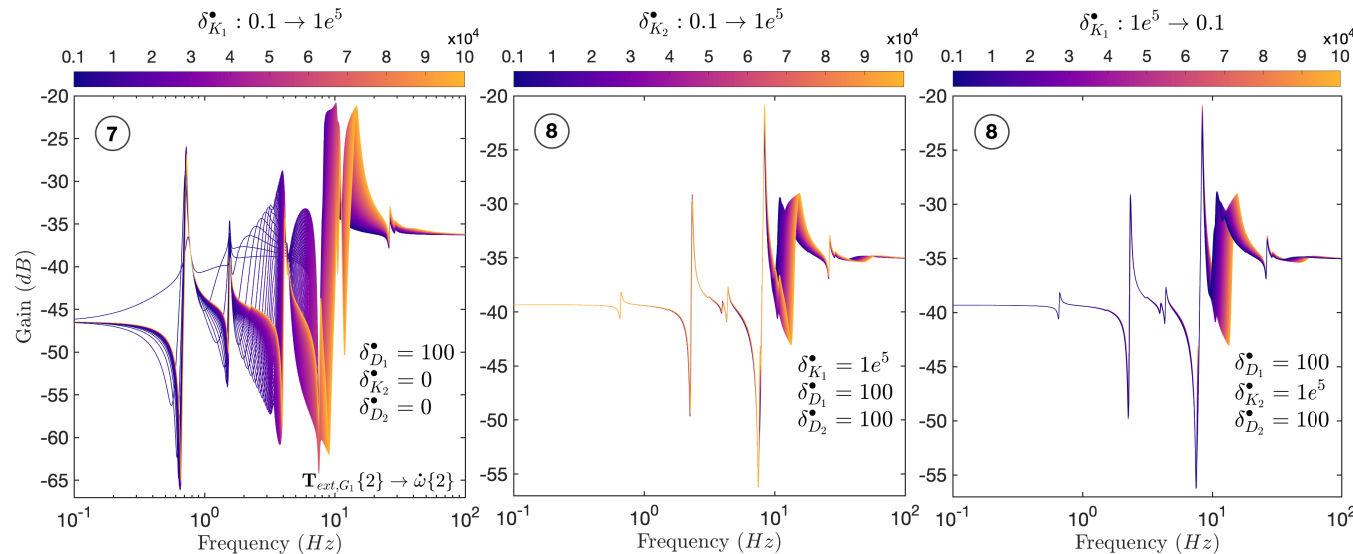 δ•K1 : 0.1 → 1e5
0.1 1 2 3 4 5 6 7 8 9 10
x10^4
7
-20
-25
-30
-35
-40
-45
-50
-55
-60
-65
Gain (dB)
δ•D1 = 100
δ•K2 = 0
δ•D2 = 0
T_ext,G1{2} → ω̇{2}
10^-1 10^0 10^1 10^2
Frequency (Hz)
δ•K2 : 0.1 → 1e5
0.1 1 2 3 4 5 6 7 8 9 10
x10^4
8
-20
-25
-30
-35
-40
-45
-50
-55
δ•K1 = 1e5
δ•D1 = 100
δ•D2 = 100
10^-1 10^0 10^1 10^2
Frequency (Hz)
δ•K1 : 1e5 → 0.1
0.1 1 2 3 4 5 6 7 8 9 10
x10^4
8
-20
-25
-30
-35
-40
-45
-50
-55
δ•D1 = 100
δ•K2 = 1e5
δ•D2 = 100
10^-1 10^0 10^1 10^2
Frequency (Hz)